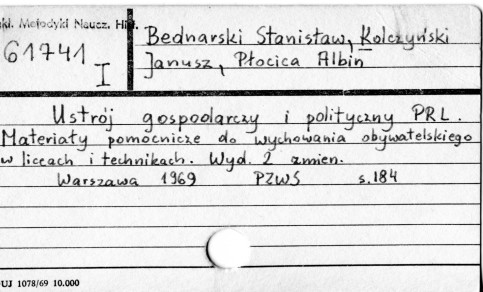 kl. Metodyki Naucz. Hist.
61741
I
Bednarski Stanisław, Kolczyński
Janusz, Płocica Albin
Ustrój gospodarczy i polityczny PRL.
Materiały pomocnicze do wychowania obywatelskiego
w liceach i technikach. Wyd. 2 zmien.
Warszawa 1969 PZWS s.184
UJ 1078/69 10.000